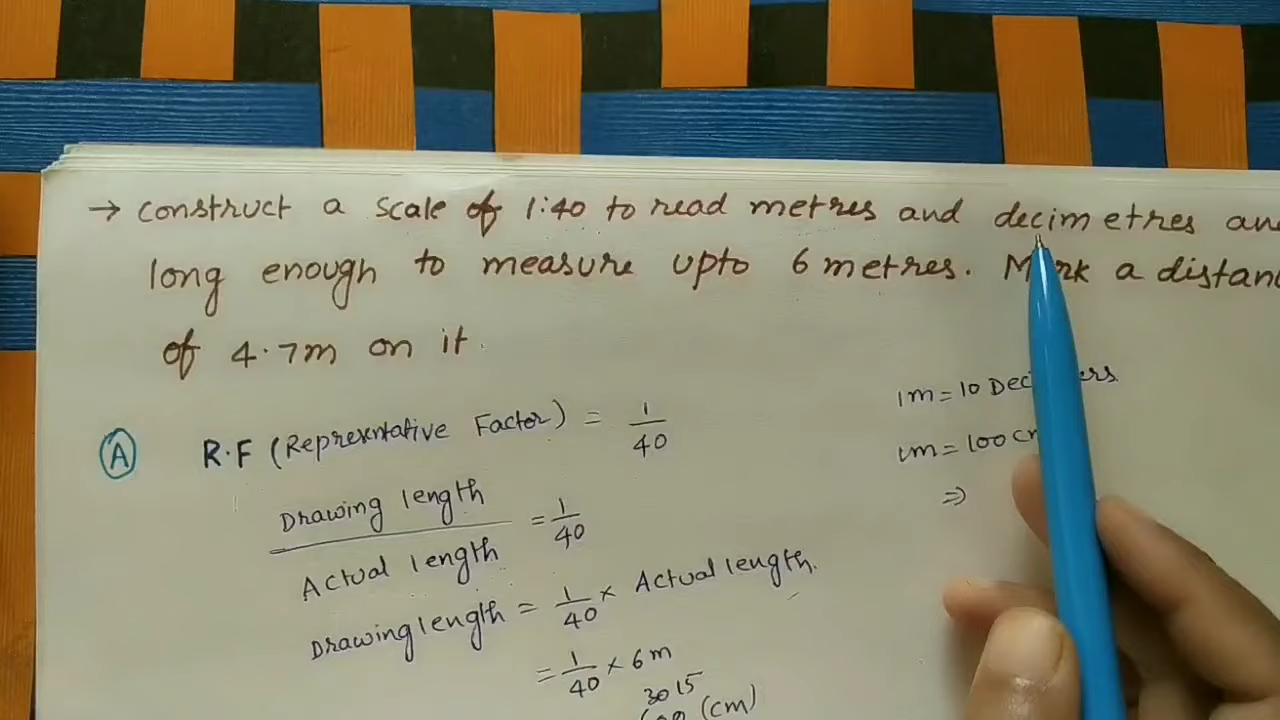 → construct a scale of 1:40 to read metres and decimetres an
long enough to measure upto 6 metres. M rk a distan
of 4.7m on it.
A R.F (Represntative Factor) = 1/40
Drawing length / Actual length = 1/40
Drawing length = 1/40 × Actual length.
= 1/40 × 6m
30 15
(cm)
1m = 10 Dec ers
1m = 100 c
⇒